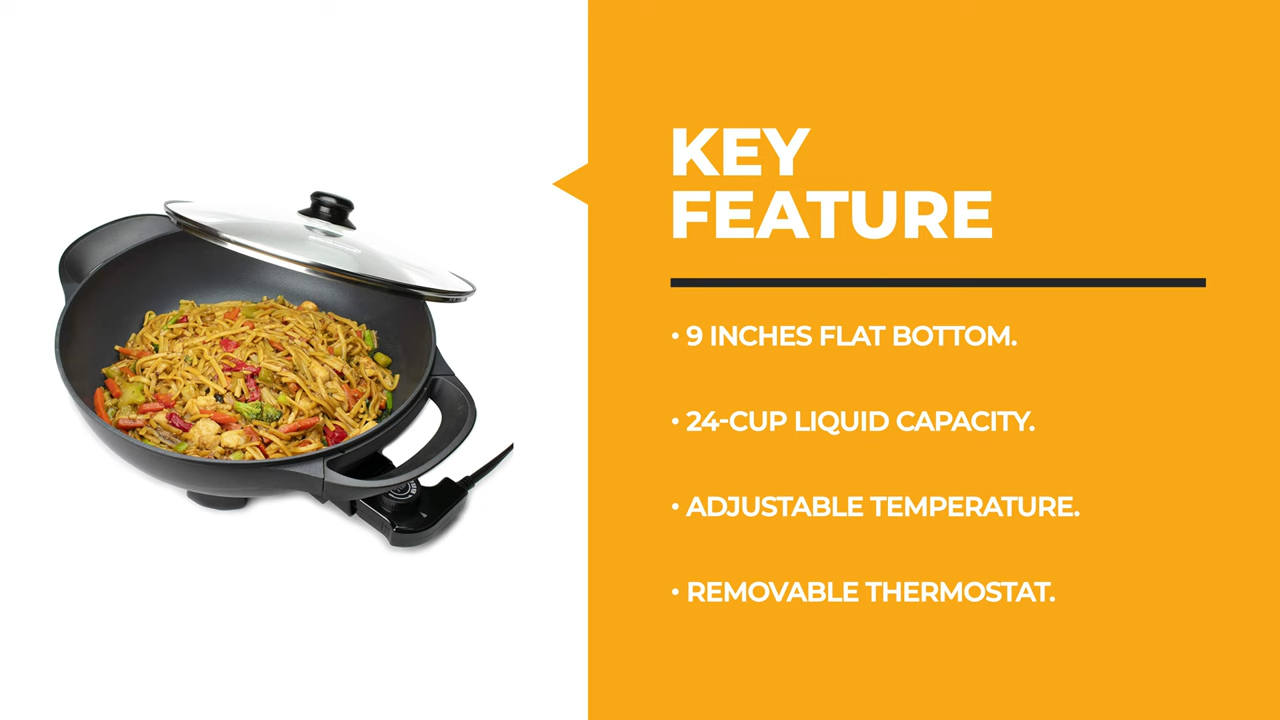 KEY
FEATURE
• 9 INCHES FLAT BOTTOM.
• 24-CUP LIQUID CAPACITY.
• ADJUSTABLE TEMPERATURE.
• REMOVABLE THERMOSTAT.